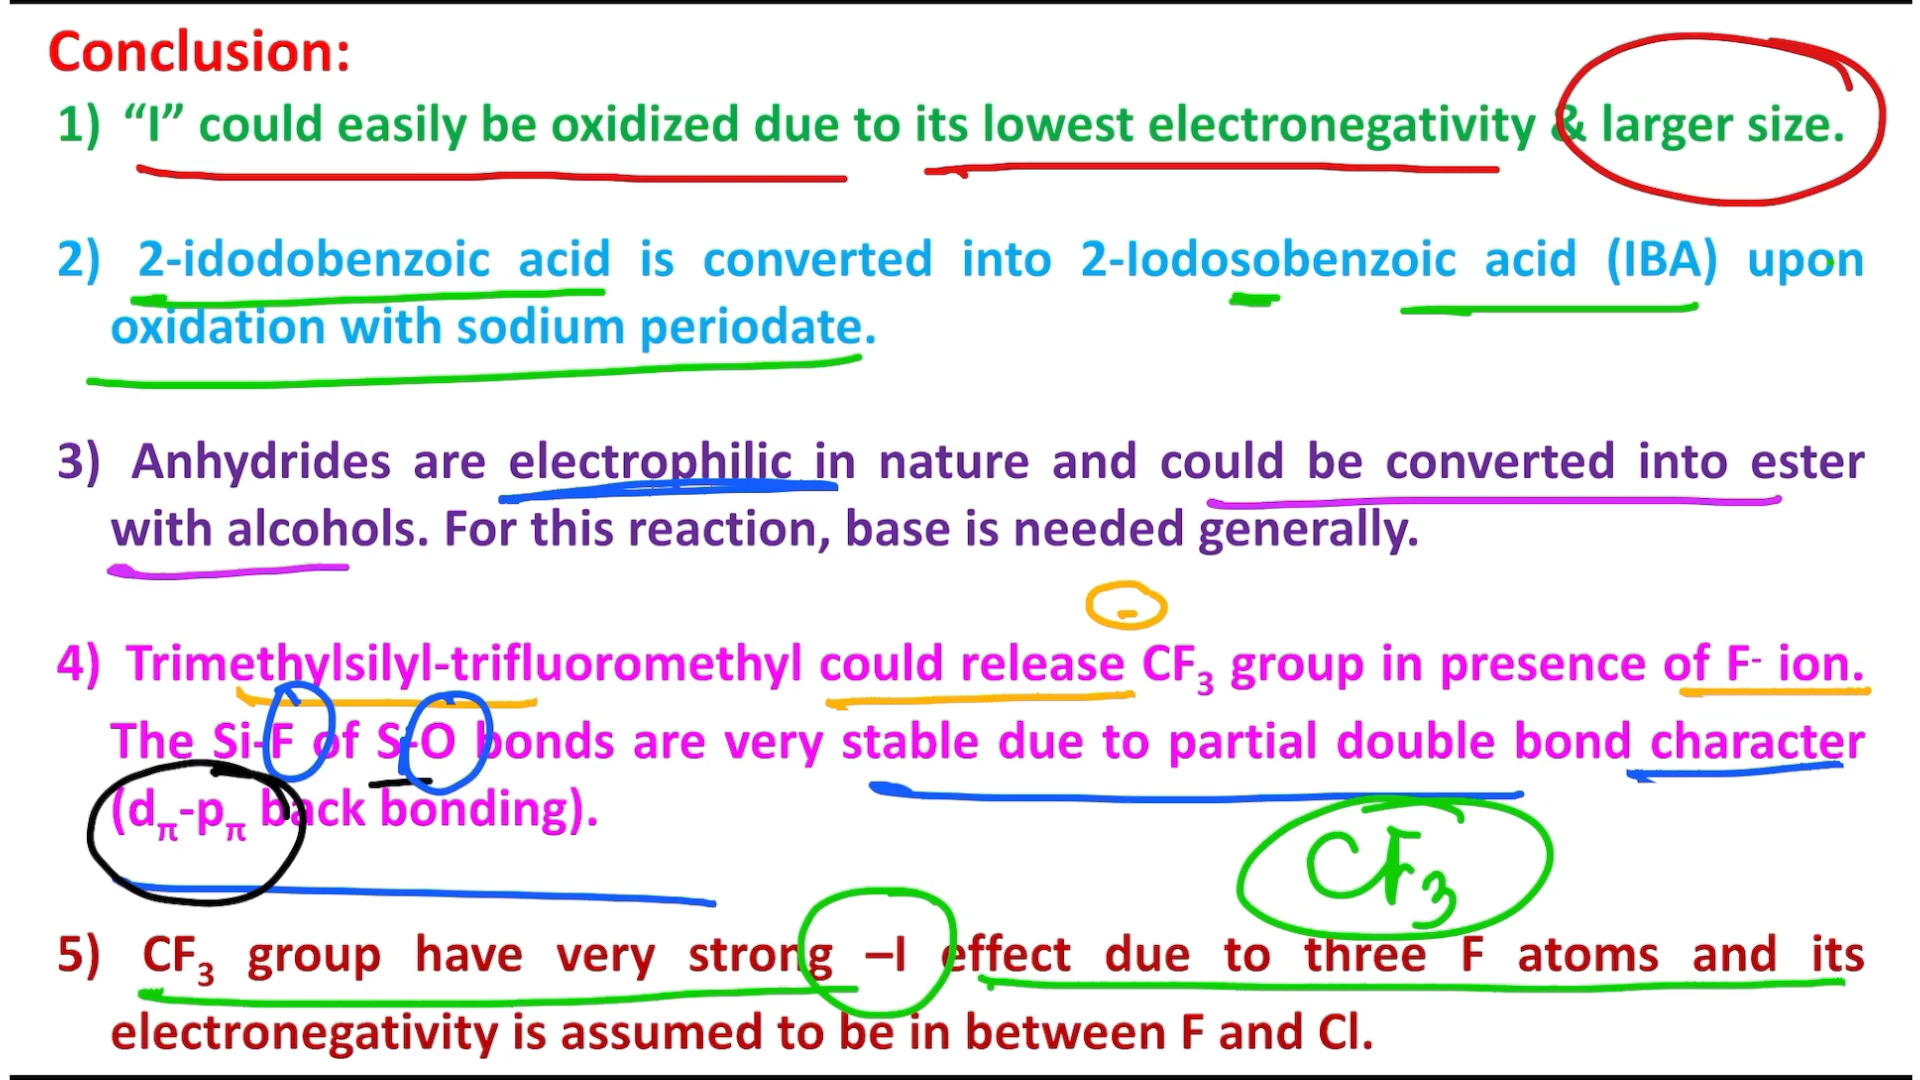 Conclusion:
1) “I” could easily be oxidized due to its lowest electronegativity & larger size.
2) 2-idodobenzoic acid is converted into 2-Iodosobenzoic acid (IBA) upon
oxidation with sodium periodate.
3) Anhydrides are electrophilic in nature and could be converted into ester
with alcohols. For this reaction, base is needed generally.
-
4) Trimethylsilyl-trifluoromethyl could release CF₃ group in presence of F⁻ ion.
The Si-F of S-O bonds are very stable due to partial double bond character
(dπ-pπ back bonding).
CF₃
5) CF₃ group have very strong –I effect due to three F atoms and its
electronegativity is assumed to be in between F and Cl.